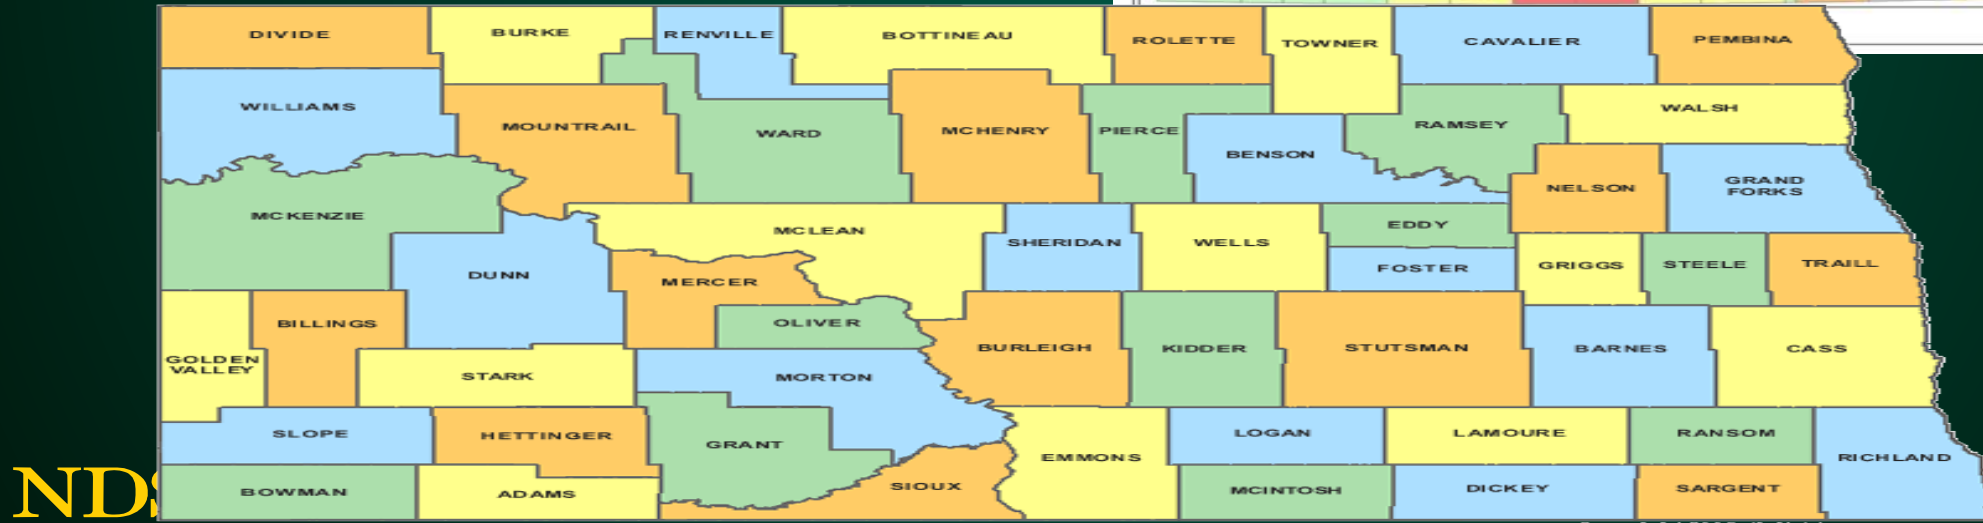 DIVIDE
BURKE
RENVILLE
BOTTINEAU
ROLETTE
TOWNER
CAVALIER
PEMBINA
WILLIAMS
MOUNTRAIL
WARD
MCHENRY
PIERCE
BENSON
RAMSEY
WALSH
NELSON
GRAND
FORKS
MCKENZIE
DUNN
MCLEAN
MERCER
SHERIDAN
WELLS
EDDY
FOSTER
GRIGGS
STEELE
TRAILL
GOLDEN
VALLEY
BILLINGS
STARK
OLIVER
MORTON
BURLEIGH
KIDDER
STUTSMAN
BARNES
CASS
SLOPE
HETTINGER
GRANT
EMMONS
LOGAN
LAMOURE
RANSOM
RICHLAND
BOWMAN
ADAMS
SIOUX
MCINTOSH
DICKEY
SARGENT
NDS